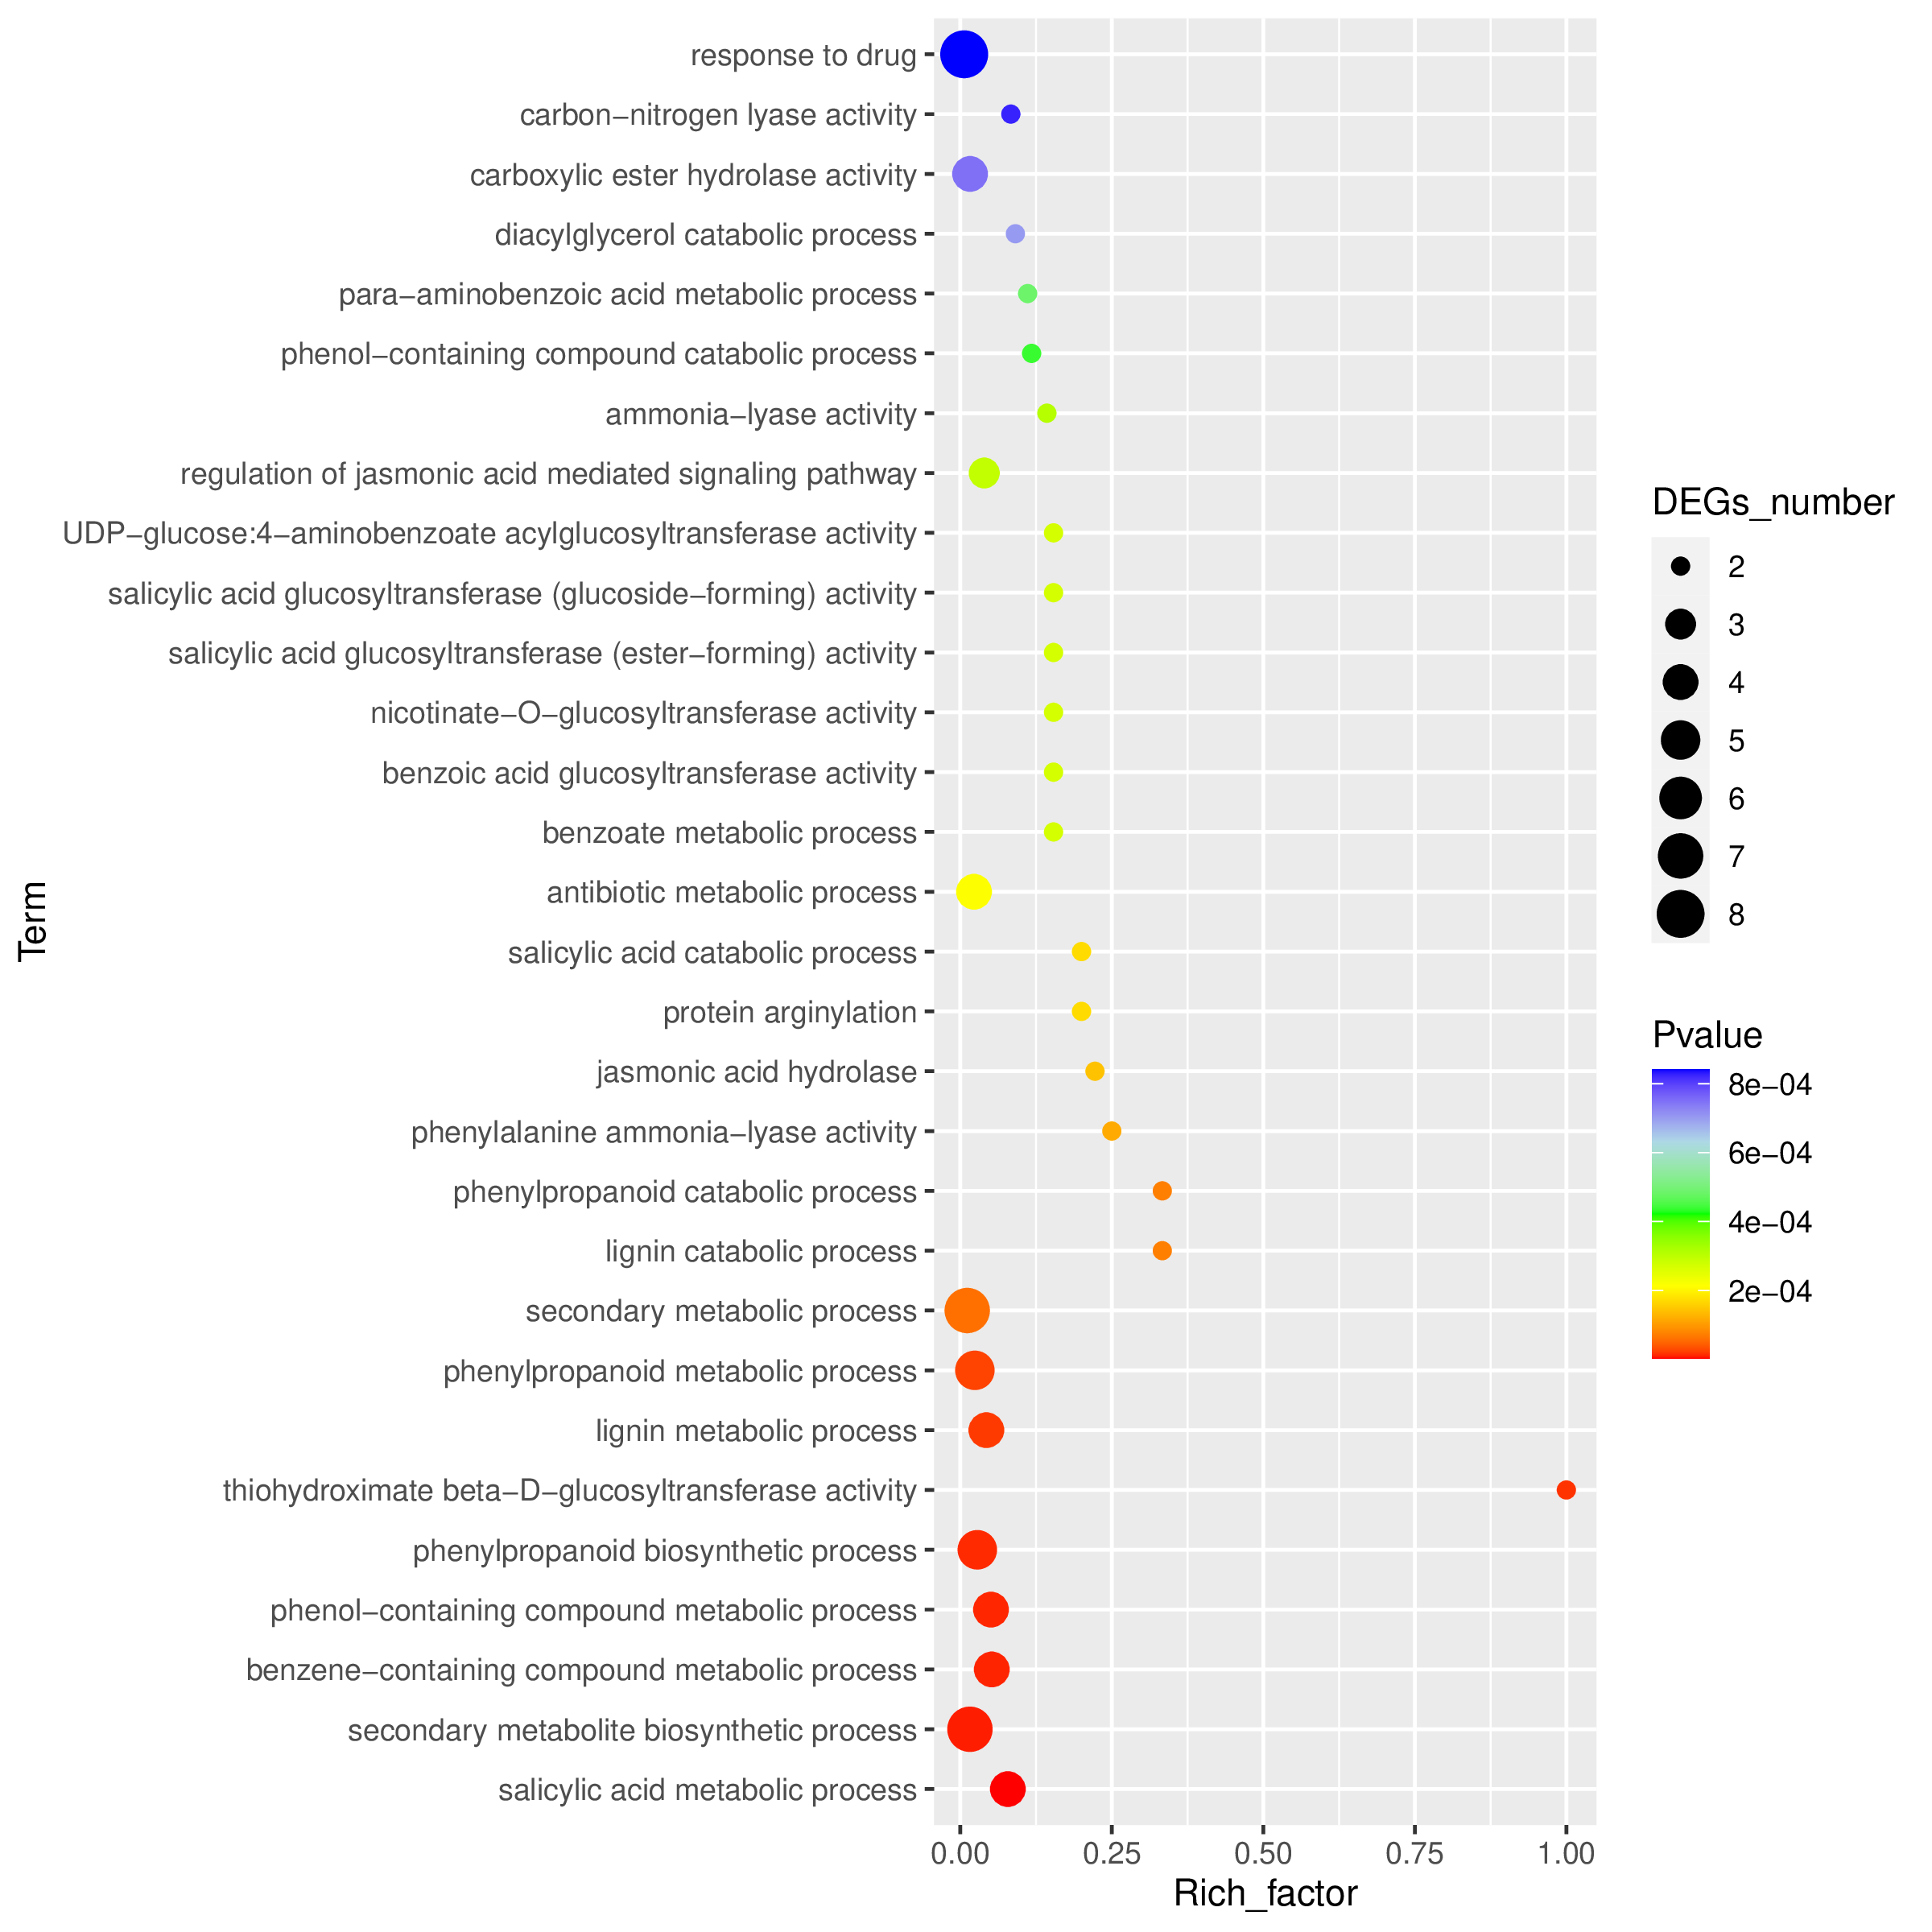 response to drug
carbon−nitrogen lyase activity
carboxylic ester hydrolase activity
diacylglycerol catabolic process
para−aminobenzoic acid metabolic process
phenol−containing compound catabolic process
ammonia−lyase activity
regulation of jasmonic acid mediated signaling pathway
UDP−glucose:4−aminobenzoate acylglucosyltransferase activity
salicylic acid glucosyltransferase (glucoside−forming) activity
salicylic acid glucosyltransferase (ester−forming) activity
nicotinate−O−glucosyltransferase activity
benzoic acid glucosyltransferase activity
benzoate metabolic process
antibiotic metabolic process
salicylic acid catabolic process
protein arginylation
jasmonic acid hydrolase
phenylalanine ammonia−lyase activity
phenylpropanoid catabolic process
lignin catabolic process
secondary metabolic process
phenylpropanoid metabolic process
lignin metabolic process
thiohydroximate beta−D−glucosyltransferase activity
phenylpropanoid biosynthetic process
phenol−containing compound metabolic process
benzene−containing compound metabolic process
secondary metabolite biosynthetic process
salicylic acid metabolic process
Term
0.00 0.25 0.50 0.75 1.00
Rich_factor
DEGs_number
2
3
4
5
6
7
8
Pvalue
8e−04
6e−04
4e−04
2e−04